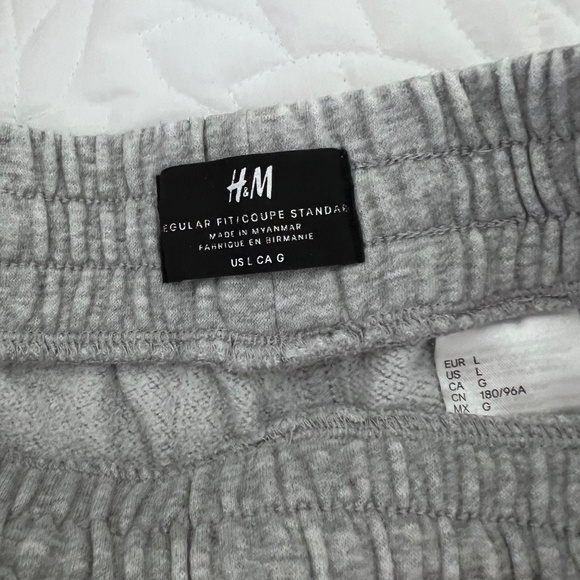 H&M
EGULAR FIT/COUPE STANDAR
MADE IN MYANMAR
FABRIQUE EN BIRMANIE
US L CA G
EUR L
US L
CA G
CN 180/96A
MX G